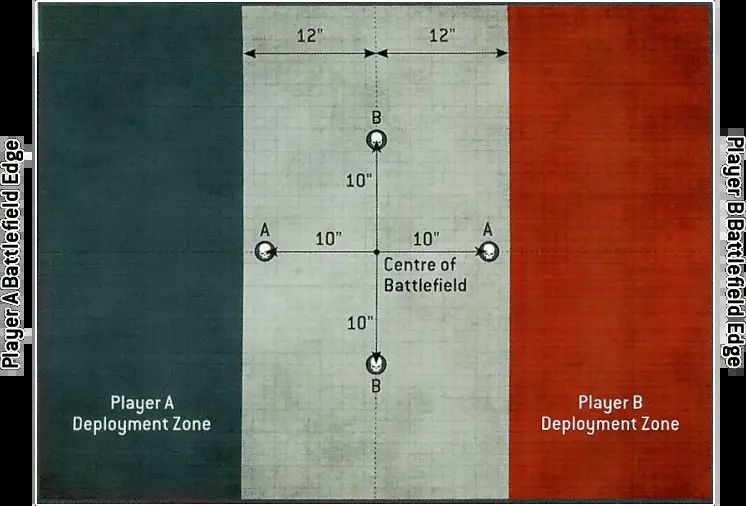 12" 12"
B
10"
A A
10" 10"
Centre of
Battlefield
10"
B
Player A
Deployment Zone
Player B
Deployment Zone
Player A Battlefield Edge
Player B Battlefield Edge